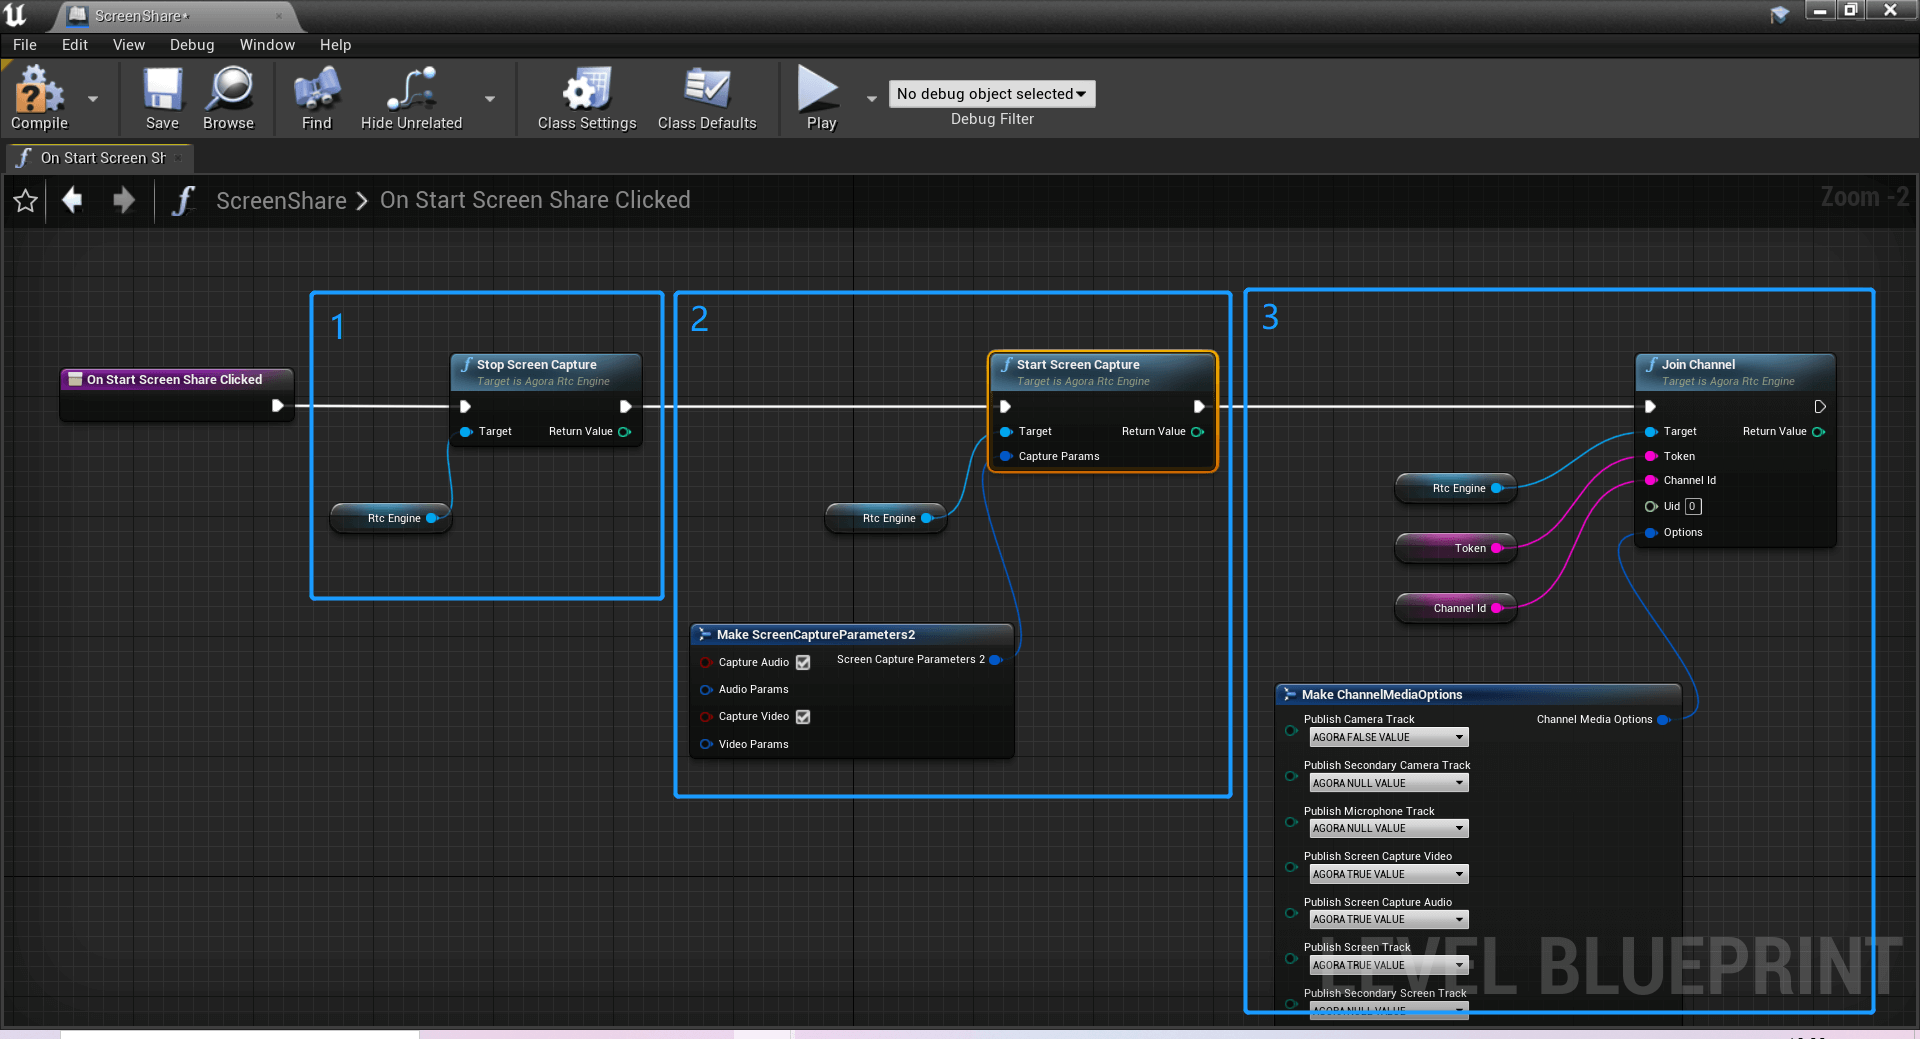 ScreenShare*
File Edit View Debug Window Help
Compile Save Browse Find Hide Unrelated Class Settings Class Defaults Play
No debug object selected
Debug Filter
On Start Screen Sh
ScreenShare > On Start Screen Share Clicked
Zoom -2
1
2
3
On Start Screen Share Clicked
Stop Screen Capture
Target is Agora Rtc Engine
Target Return Value
Rtc Engine
Start Screen Capture
Target is Agora Rtc Engine
Target Return Value
Capture Params
Rtc Engine
Make ScreenCaptureParameters2
Capture Audio Screen Capture Parameters 2
Audio Params
Capture Video
Video Params
Join Channel
Target is Agora Rtc Engine
Target Return Value
Token
Channel Id
Uid 0
Options
Rtc Engine
Token
Channel Id
Make ChannelMediaOptions
Publish Camera Track Channel Media Options
AGORA FALSE VALUE
Publish Secondary Camera Track
AGORA NULL VALUE
Publish Microphone Track
AGORA NULL VALUE
Publish Screen Capture Video
AGORA TRUE VALUE
Publish Screen Capture Audio
AGORA TRUE VALUE
Publish Screen Track
AGORA TRUE VALUE
Publish Secondary Screen Track
AGORA NULL VALUE
LEVEL BLUEPRINT